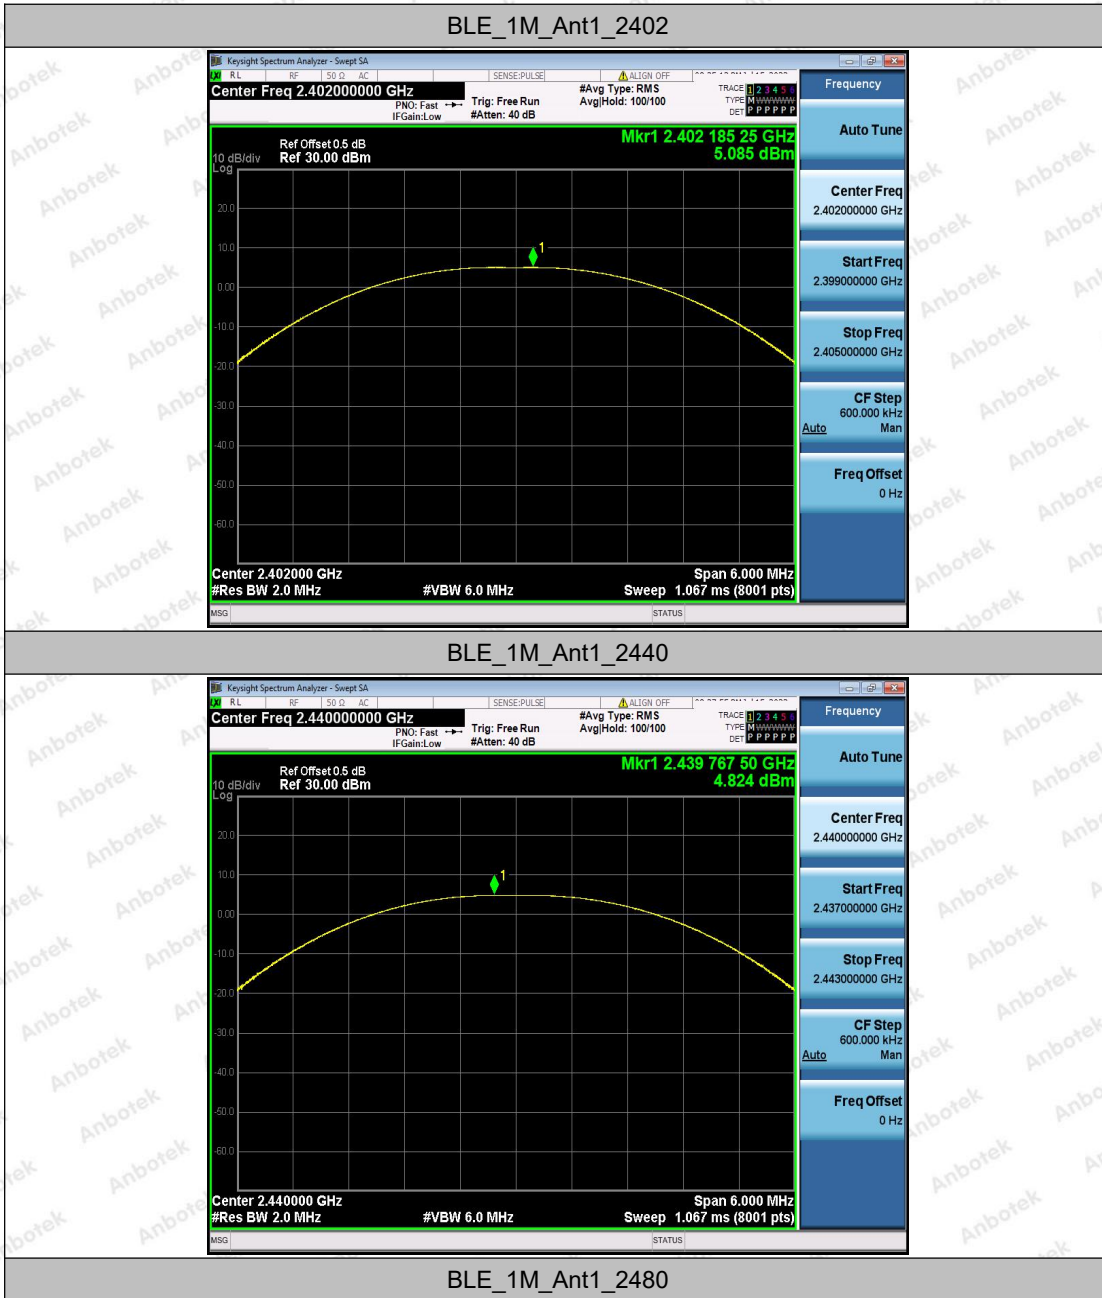 BLE_1M_Ant1_2402
Keysight Spectrum Analyzer - Swept SA
RL RF 50 Ω AC SENSE:PULSE ALIGN OFF
Center Freq 2.402000000 GHz
PNO: Fast
IFGain:Low
Trig: Free Run
#Atten: 40 dB
#Avg Type: RMS
Avg|Hold: 100/100
TRACE 1 2 3 4 5 6
TYPE M W W W W W
DET P P P P P P
Ref Offset 0.5 dB
10 dB/div Ref 30.00 dBm
Log
Mkr1 2.402 185 25 GHz
5.085 dBm
20.0
10.0
0.00
-10.0
-20.0
-30.0
-40.0
-50.0
-60.0
1
Center 2.402000 GHz
Span 6.000 MHz
#Res BW 2.0 MHz
#VBW 6.0 MHz
Sweep 1.067 ms (8001 pts)
MSG
STATUS
Frequency
Auto Tune
Center Freq
2.402000000 GHz
Start Freq
2.399000000 GHz
Stop Freq
2.405000000 GHz
CF Step
600.000 kHz
Auto Man
Freq Offset
0 Hz
BLE_1M_Ant1_2440
Keysight Spectrum Analyzer - Swept SA
RL RF 50 Ω AC SENSE:PULSE ALIGN OFF
Center Freq 2.440000000 GHz
PNO: Fast
IFGain:Low
Trig: Free Run
#Atten: 40 dB
#Avg Type: RMS
Avg|Hold: 100/100
TRACE 1 2 3 4 5 6
TYPE M W W W W W
DET P P P P P P
Ref Offset 0.5 dB
10 dB/div Ref 30.00 dBm
Log
Mkr1 2.439 767 50 GHz
4.824 dBm
20.0
10.0
0.00
-10.0
-20.0
-30.0
-40.0
-50.0
-60.0
1
Center 2.440000 GHz
Span 6.000 MHz
#Res BW 2.0 MHz
#VBW 6.0 MHz
Sweep 1.067 ms (8001 pts)
MSG
STATUS
Frequency
Auto Tune
Center Freq
2.440000000 GHz
Start Freq
2.437000000 GHz
Stop Freq
2.443000000 GHz
CF Step
600.000 kHz
Auto Man
Freq Offset
0 Hz
BLE_1M_Ant1_2480
Anbotek